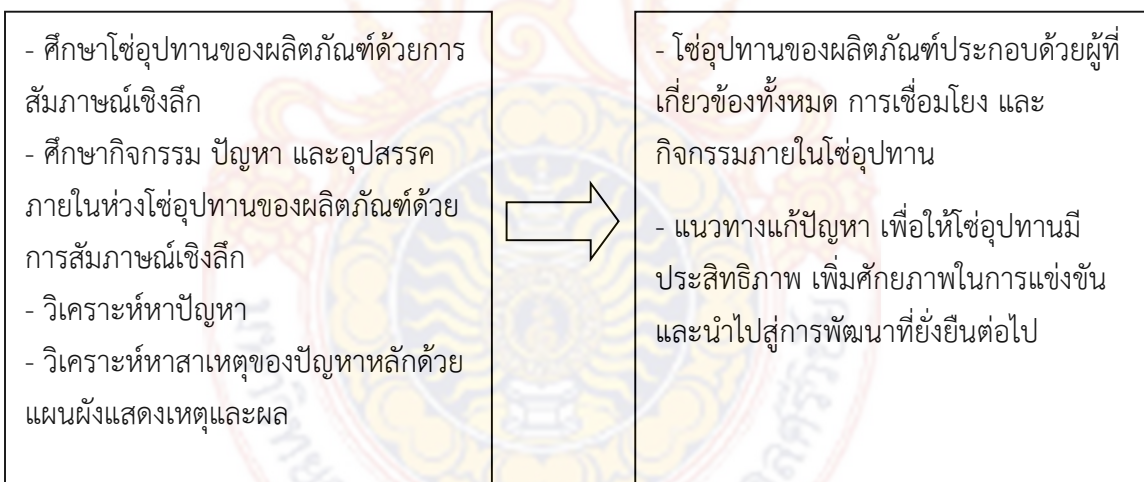 - ศึกษาโซ่อุปทานของผลิตภัณฑ์ด้วยการ
สัมภาษณ์เชิงลึก
- ศึกษากิจกรรม ปัญหา และอุปสรรค
ภายในห่วงโซ่อุปทานของผลิตภัณฑ์ด้วย
การสัมภาษณ์เชิงลึก
- วิเคราะห์หาปัญหา
- วิเคราะห์หาสาเหตุของปัญหาหลักด้วย
แผนผังแสดงเหตุและผล
- โซ่อุปทานของผลิตภัณฑ์ประกอบด้วยผู้ที่
เกี่ยวข้องทั้งหมด การเชื่อมโยง และ
กิจกรรมภายในโซ่อุปทาน
- แนวทางแก้ปัญหา เพื่อให้โซ่อุปทานมี
ประสิทธิภาพ เพิ่มศักยภาพในการแข่งขัน
และนำไปสู่การพัฒนาที่ยั่งยืนต่อไป